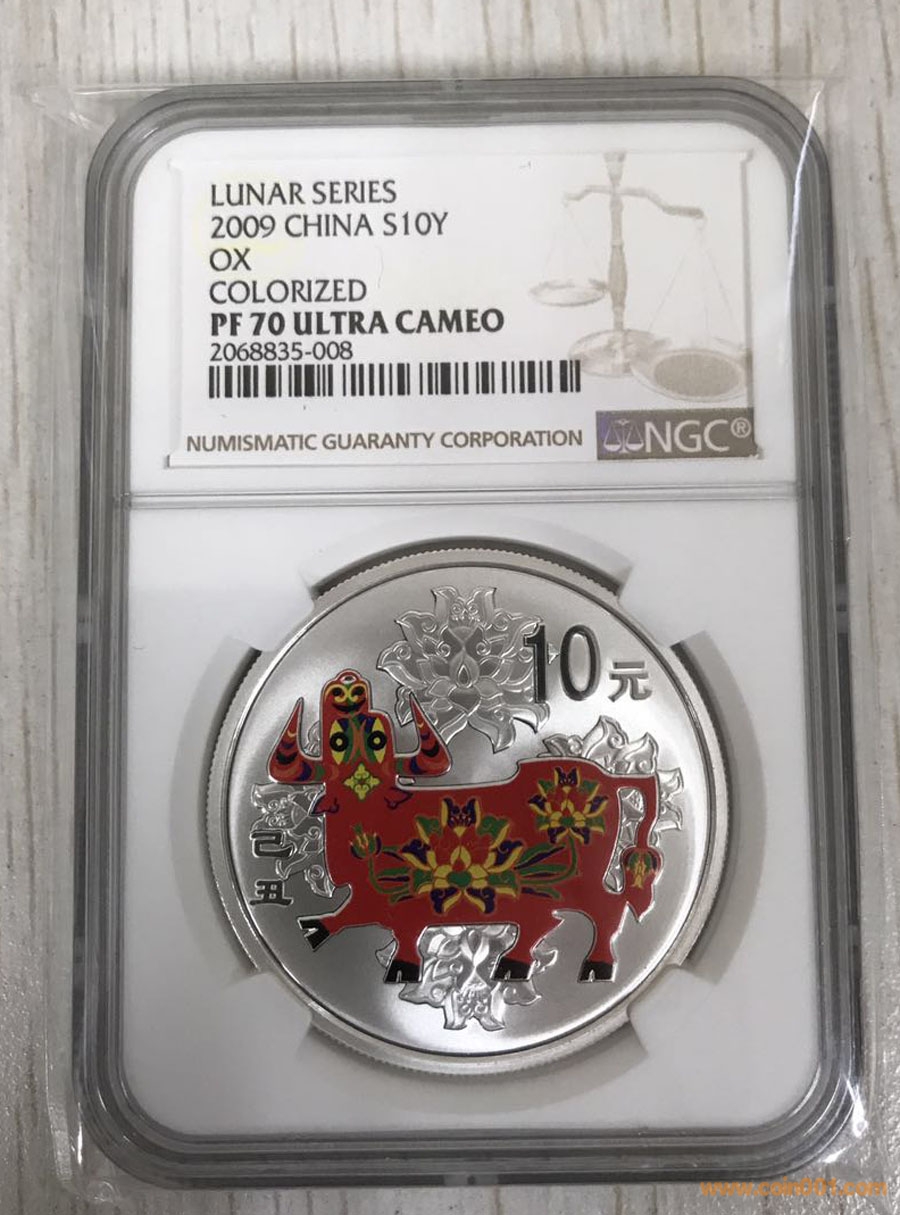 LUNAR SERIES
2009 CHINA S10Y
OX
COLORIZED
PF 70 ULTRA CAMEO
2068835-008
NUMISMATIC GUARANTY CORPORATION
NGC®
10元
己
丑
www.coin001.com